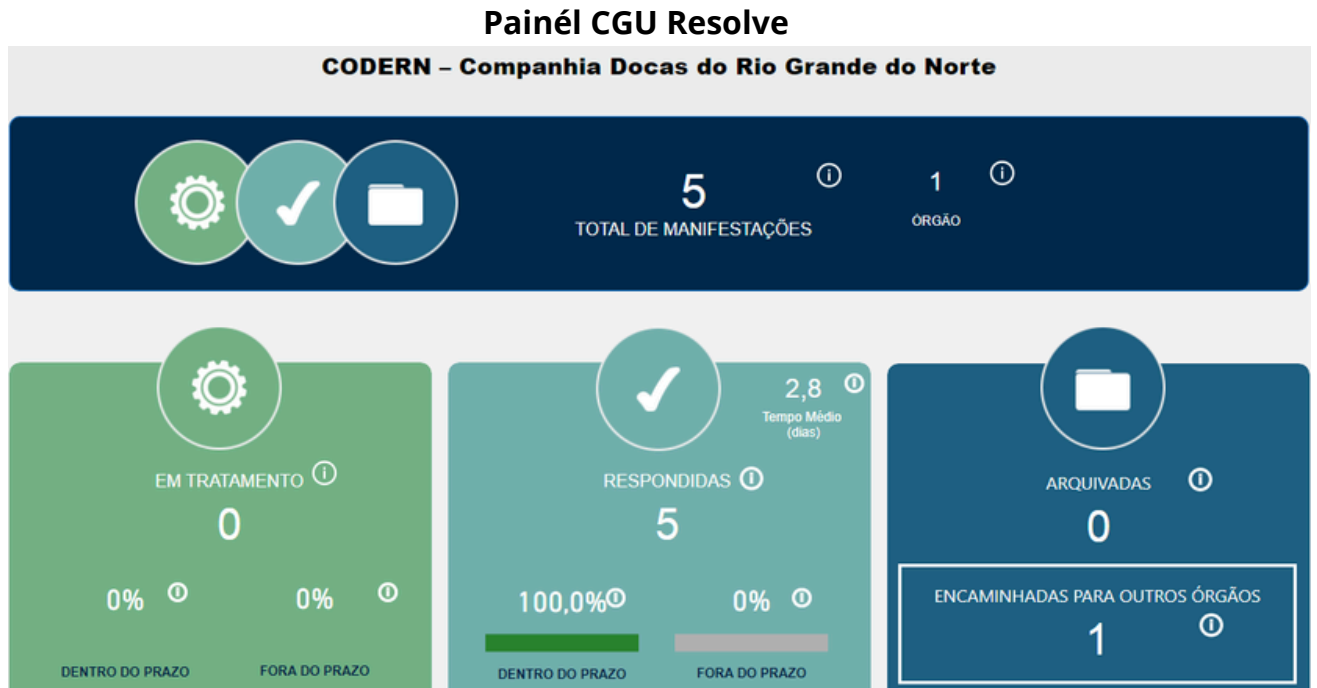 Painél CGU Resolve
CODERN – Companhia Docas do Rio Grande do Norte
5
TOTAL DE MANIFESTAÇÕES
1
ÓRGÃO
EM TRATAMENTO
0
0%
0%
DENTRO DO PRAZO
FORA DO PRAZO
2,8
Tempo Médio
(dias)
RESPONDIDAS
5
100,0%
0%
DENTRO DO PRAZO
FORA DO PRAZO
ARQUIVADAS
0
ENCAMINHADAS PARA OUTROS ÓRGÃOS
1